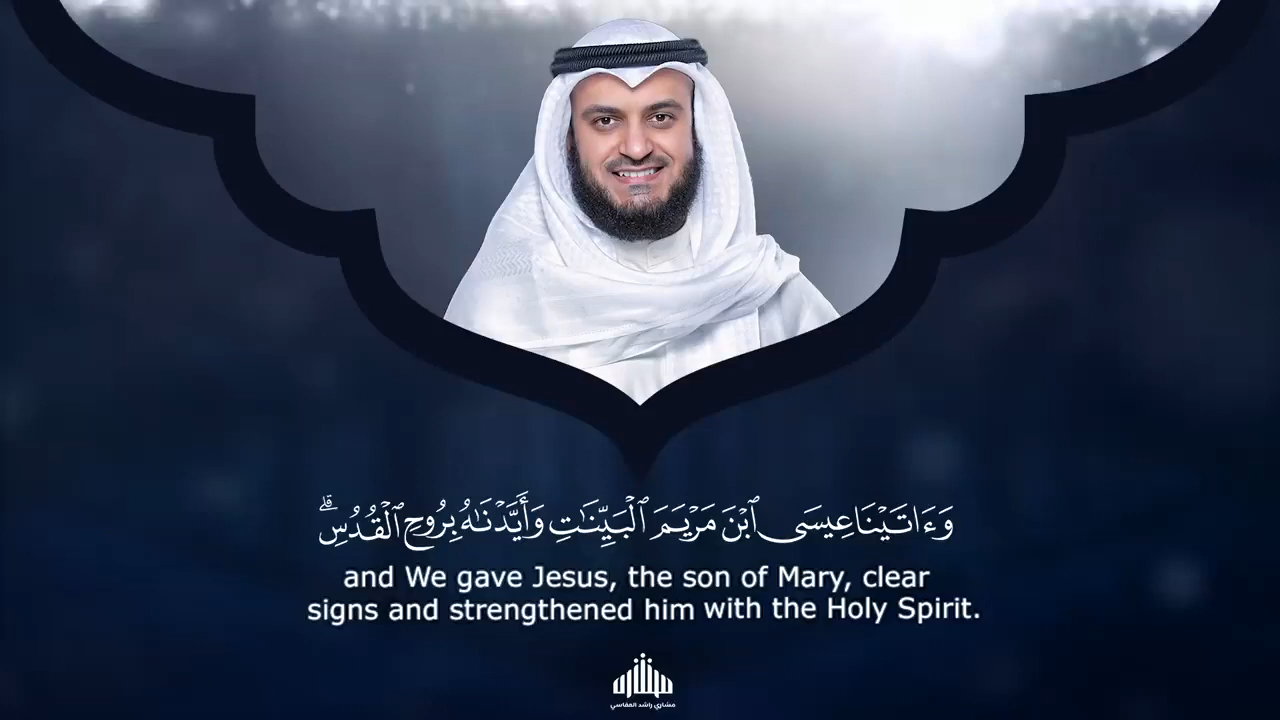 وَءَاتَيْنَا عِيسَى ٱبْنَ مَرْيَمَ ٱلْبَيِّنَٰتِ وَأَيَّدْنَٰهُ بِرُوحِ ٱلْقُدُسِ ۗ
and We gave Jesus, the son of Mary, clear
signs and strengthened him with the Holy Spirit.
مشاري راشد العفاسي